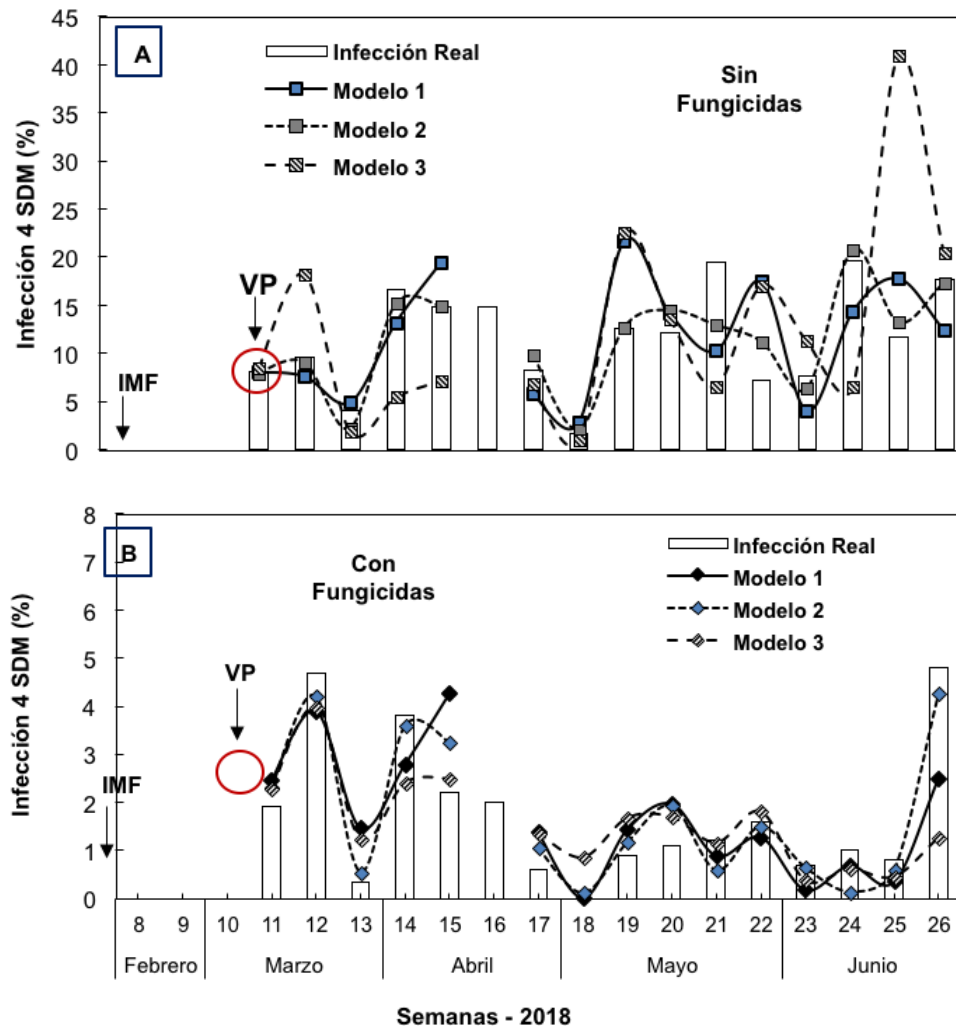 A
Infección Real
Modelo 1
Modelo 2
Modelo 3
Sin
Fungicidas
Infección 4 SDM (%)
45
40
35
30
25
20
15
10
5
0
VP
IMF
B
Con
Fungicidas
Infección Real
Modelo 1
Modelo 2
Modelo 3
Infección 4 SDM (%)
8
7
6
5
4
3
2
1
0
VP
IMF
8 9 10 11 12 13 14 15 16 17 18 19 20 21 22 23 24 25 26
Febrero Marzo Abril Mayo Junio
Semanas - 2018